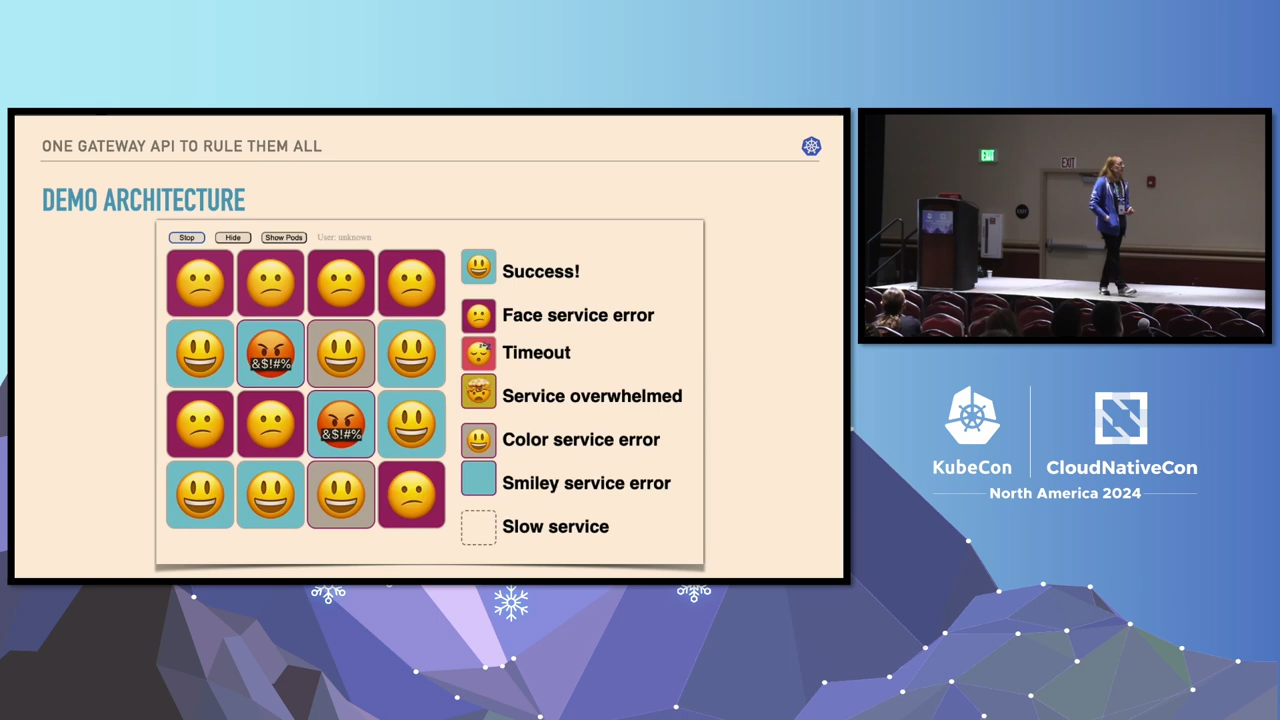 ONE GATEWAY API TO RULE THEM ALL
DEMO ARCHITECTURE
Stop Hide Show Pods User: unknown
Success!
Face service error
Timeout
Service overwhelmed
Color service error
Smiley service error
Slow service
&$!#%
&$!#%
EXIT
EXIT
KubeCon CloudNativeCon
North America 2024